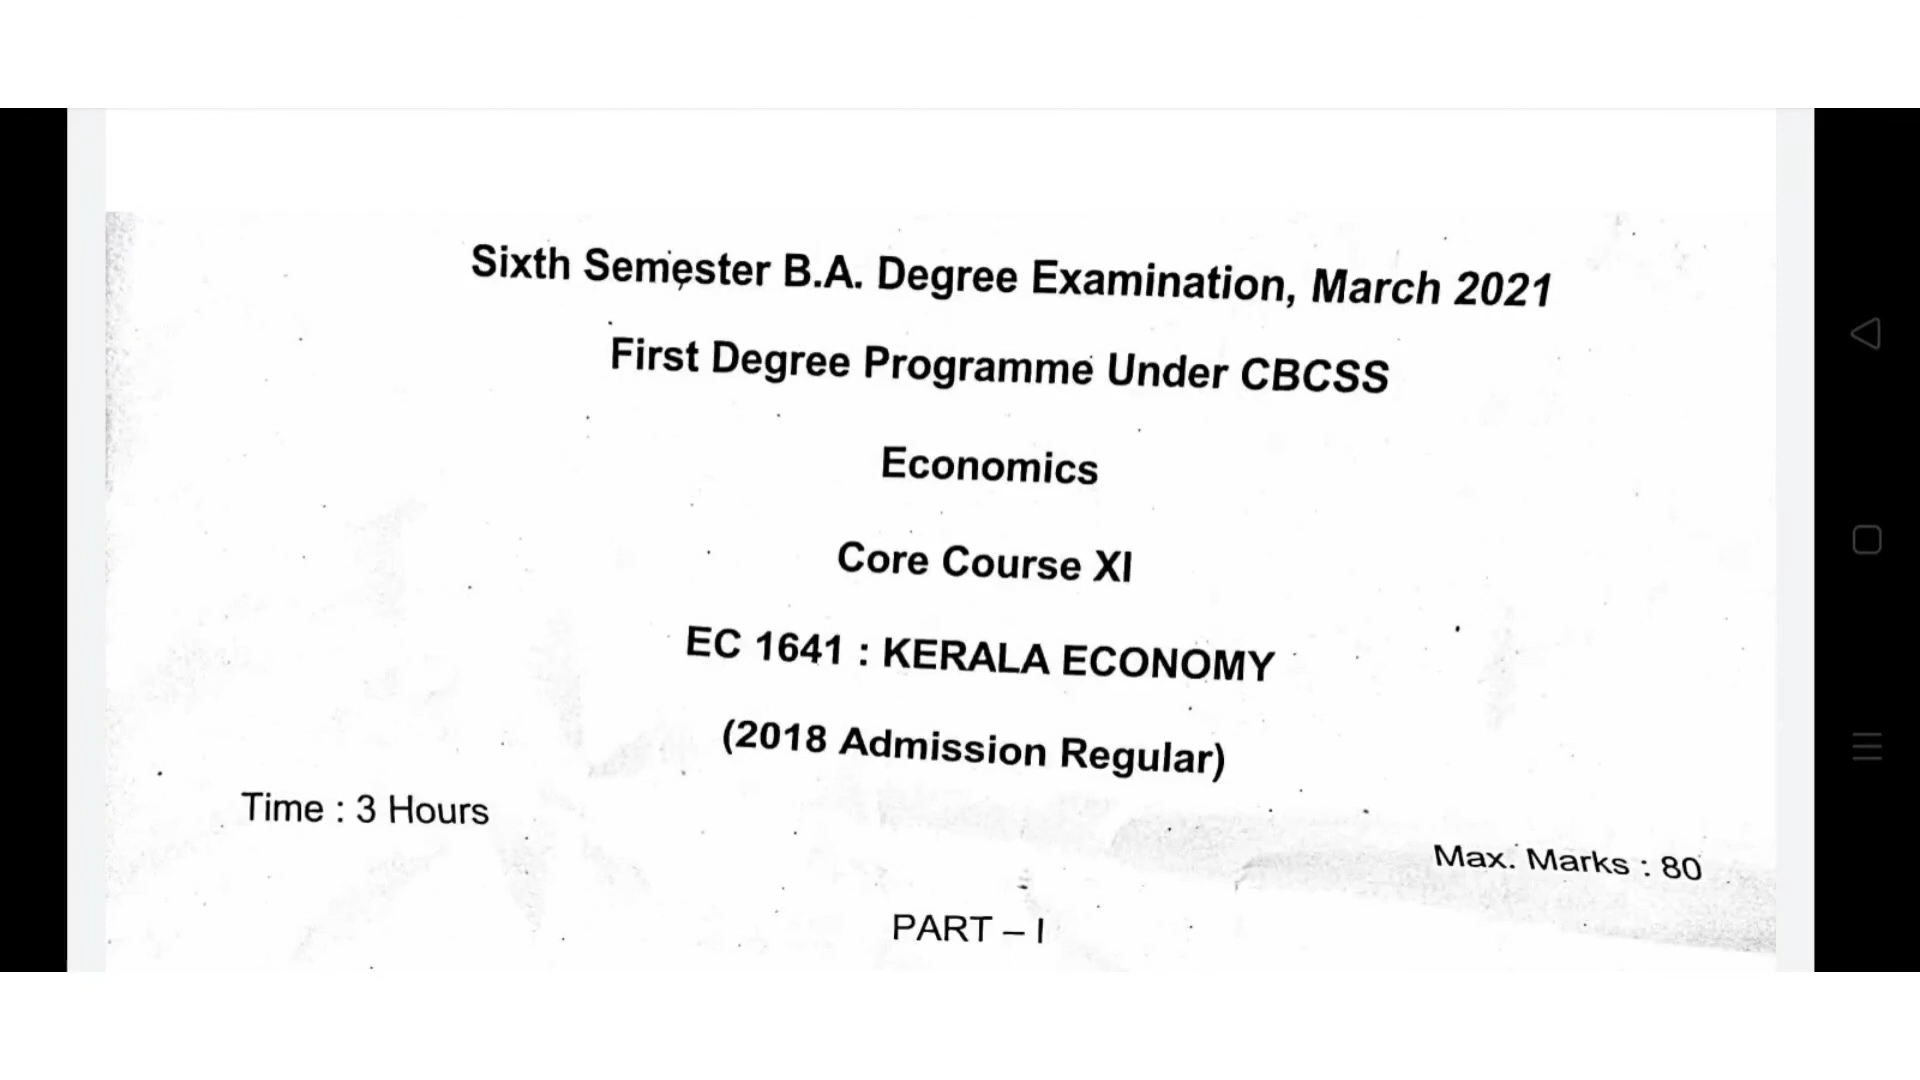 Sixth Semester B.A. Degree Examination, March 2021
First Degree Programme Under CBCSS
Economics
Core Course XI
EC 1641 : KERALA ECONOMY
(2018 Admission Regular)
Time : 3 Hours
Max. Marks : 80
PART – I